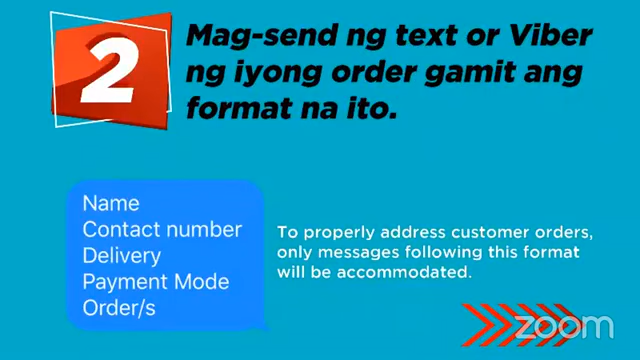 2
Mag-send ng text or Viber
ng iyong order gamit ang
format na ito.
Name
Contact number
Delivery
Payment Mode
Order/s
To properly address customer orders,
only messages following this format
will be accommodated.
zoom